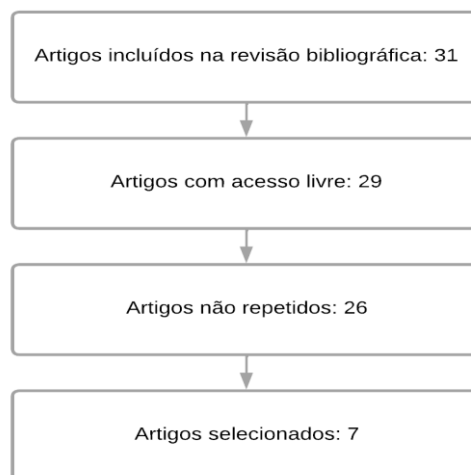 Artigos incluídos na revisão bibliográfica: 31
Artigos com acesso livre: 29
Artigos não repetidos: 26
Artigos selecionados: 7